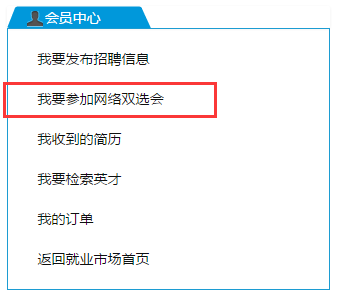 会员中心
我要发布招聘信息
我要参加网络双选会
我收到的简历
我要检索英才
我的订单
返回就业市场首页